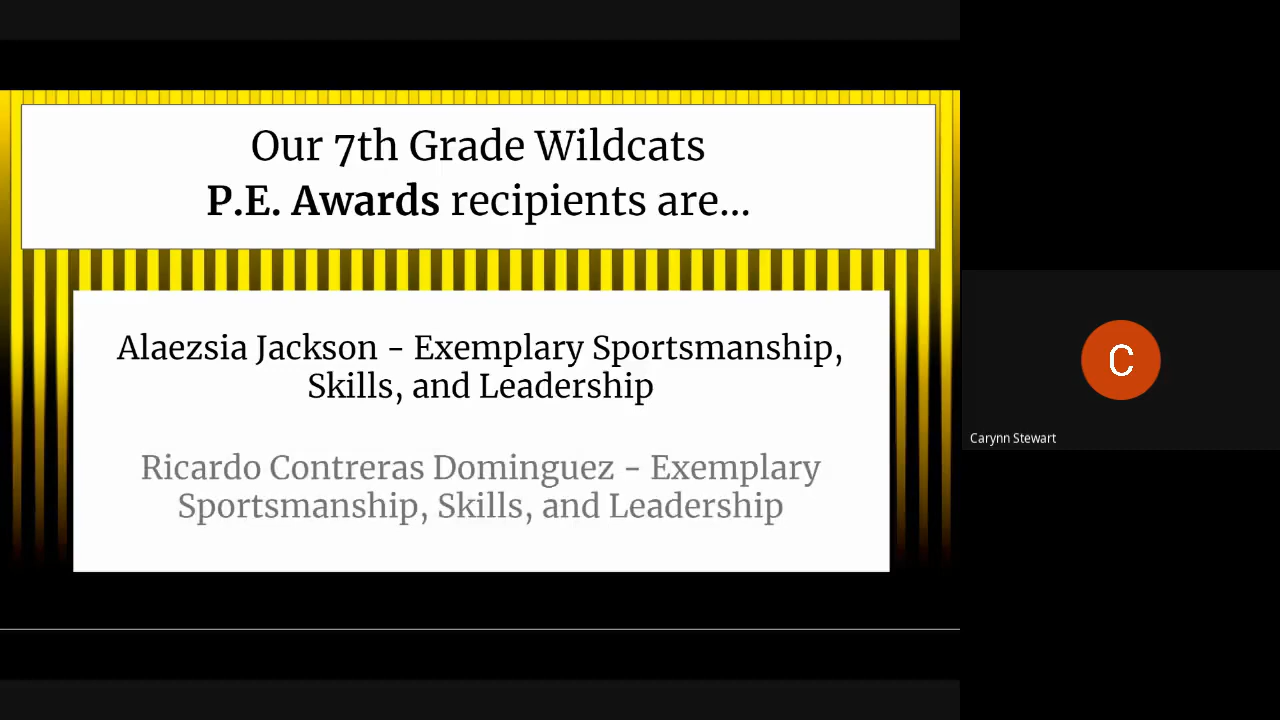 Our 7th Grade Wildcats
P.E. Awards recipients are...
Alaezsia Jackson - Exemplary Sportsmanship,
Skills, and Leadership
Ricardo Contreras Dominguez - Exemplary
Sportsmanship, Skills, and Leadership
C
Carynn Stewart